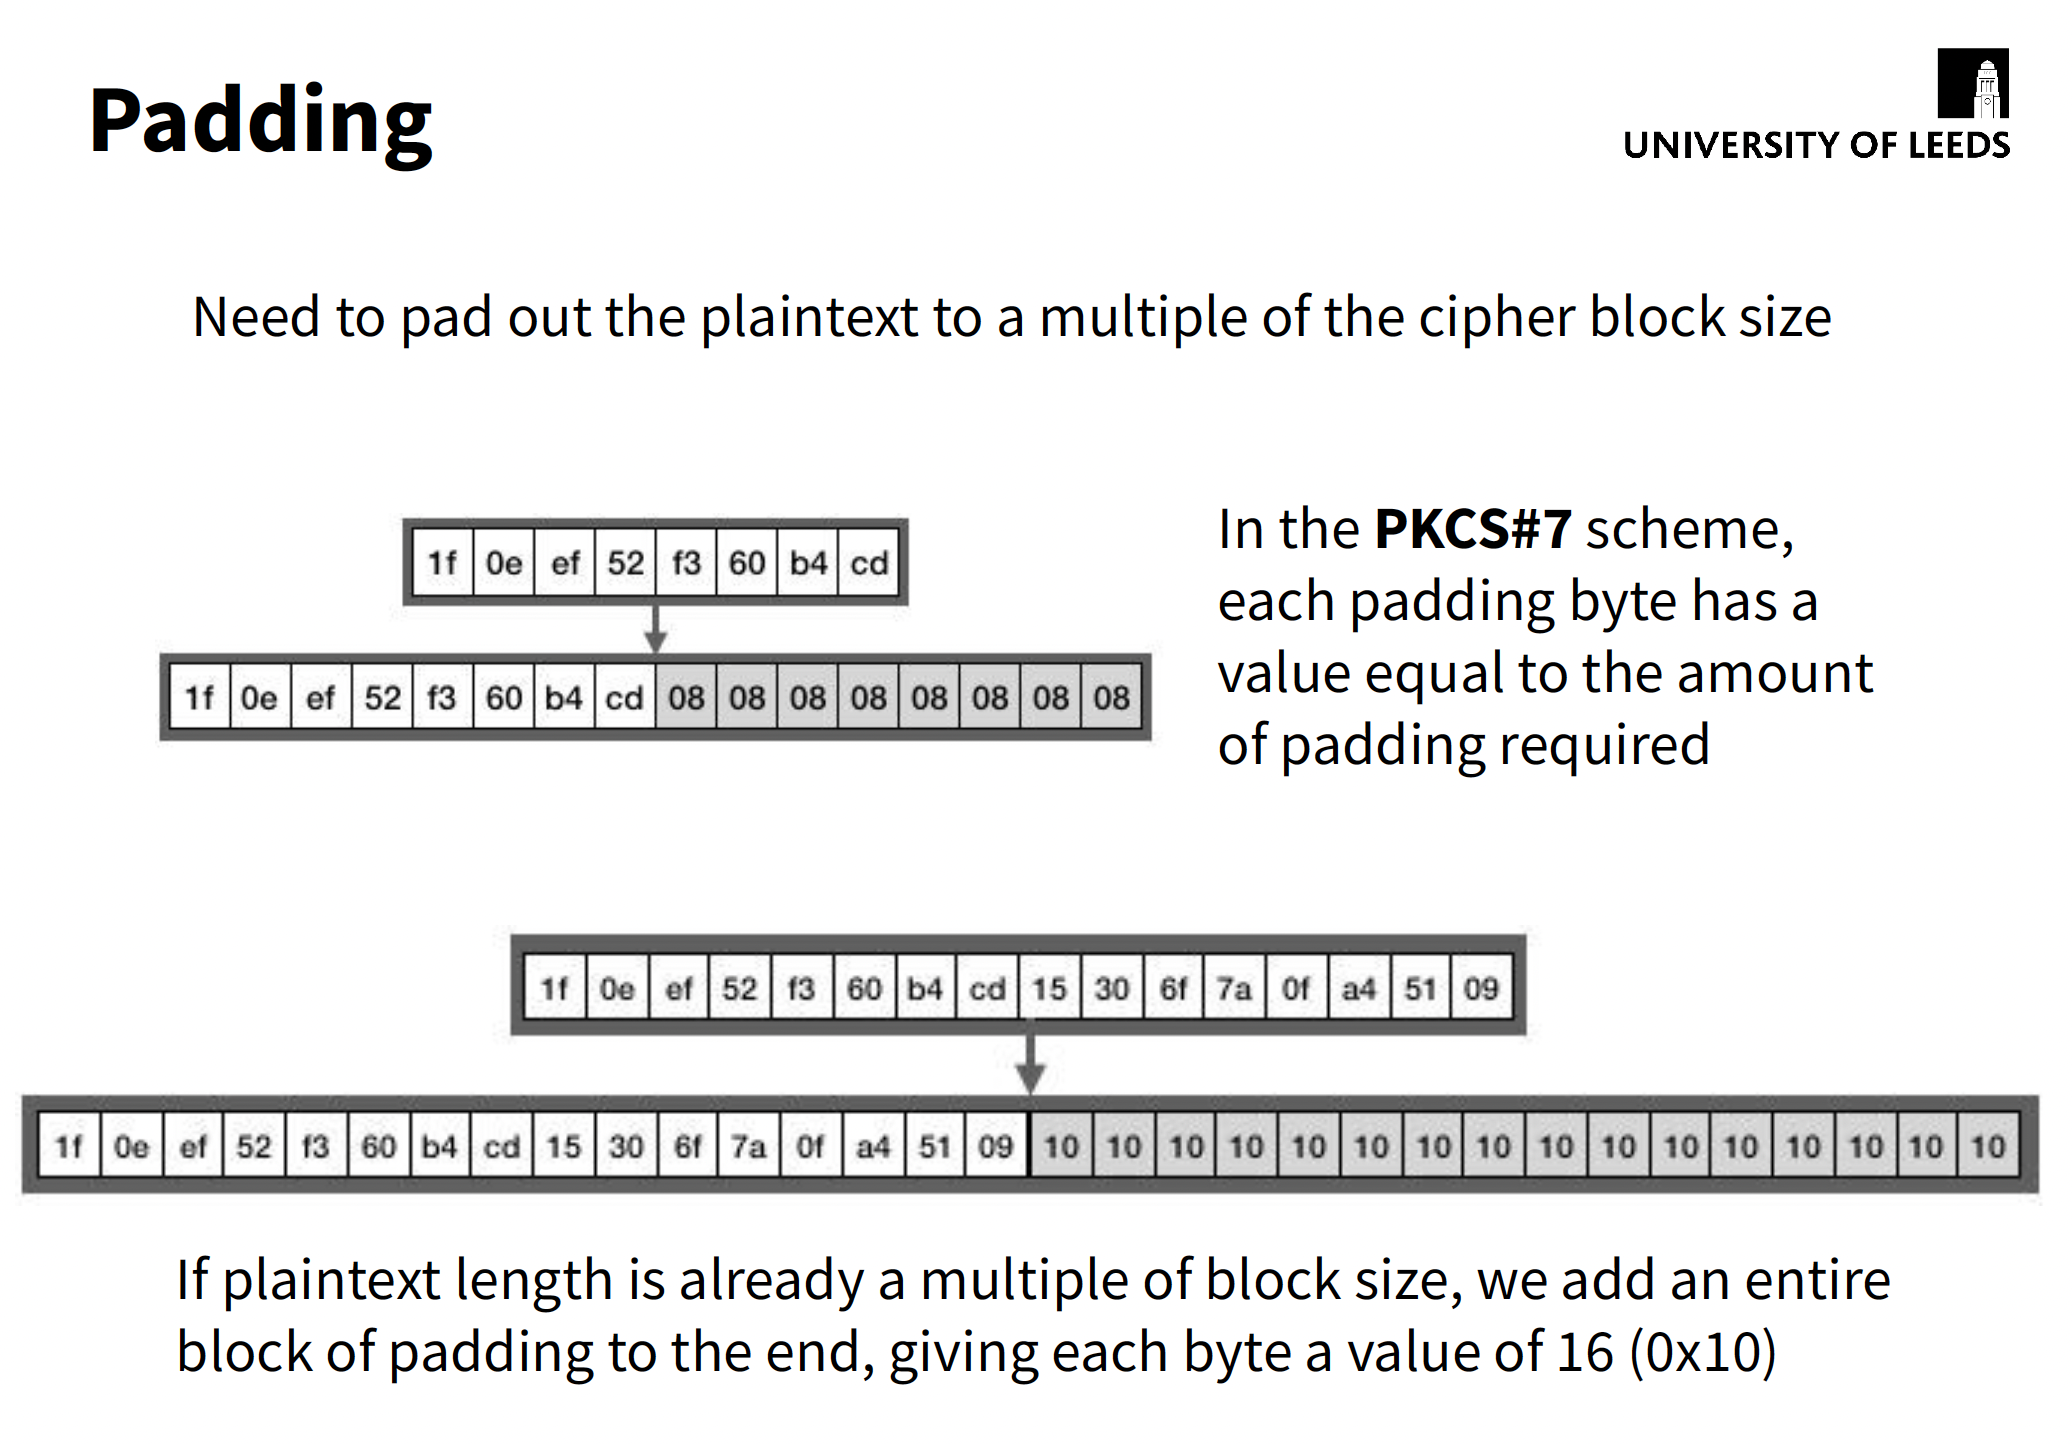 Padding
UNIVERSITY OF LEEDS
Need to pad out the plaintext to a multiple of the cipher block size
1f 0e ef 52 f3 60 b4 cd
1f 0e ef 52 f3 60 b4 cd 08 08 08 08 08 08 08 08
In the PKCS#7 scheme,
each padding byte has a
value equal to the amount
of padding required
1f 0e ef 52 f3 60 b4 cd 15 30 6f 7a 0f a4 51 09
1f 0e ef 52 f3 60 b4 cd 15 30 6f 7a 0f a4 51 09 10 10 10 10 10 10 10 10 10 10 10 10 10 10 10 10
If plaintext length is already a multiple of block size, we add an entire
block of padding to the end, giving each byte a value of 16 (0x10)